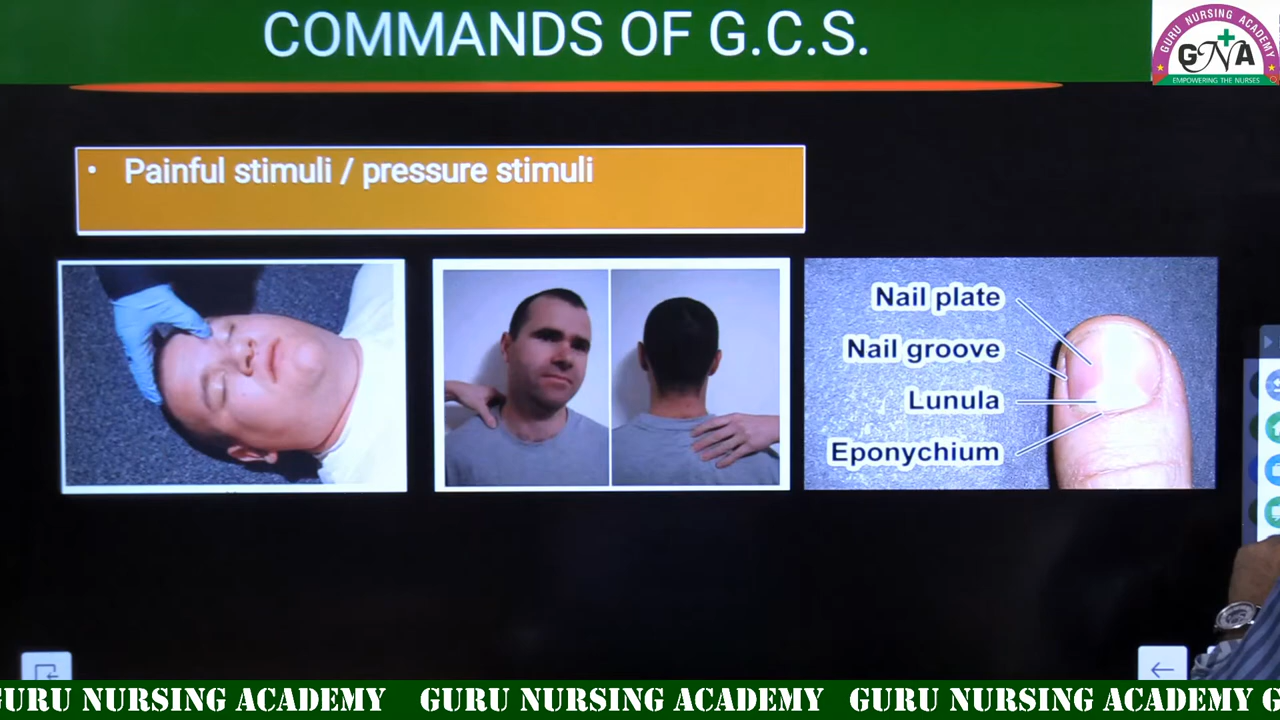 COMMANDS OF G.C.S.
GURU NURSING ACADEMY
GNA
EMPOWERING THE NURSES
• Painful stimuli / pressure stimuli
Nail plate
Nail groove
Lunula
Eponychium
GURU NURSING ACADEMY GURU NURSING ACADEMY GURU NURSING ACADEMY G